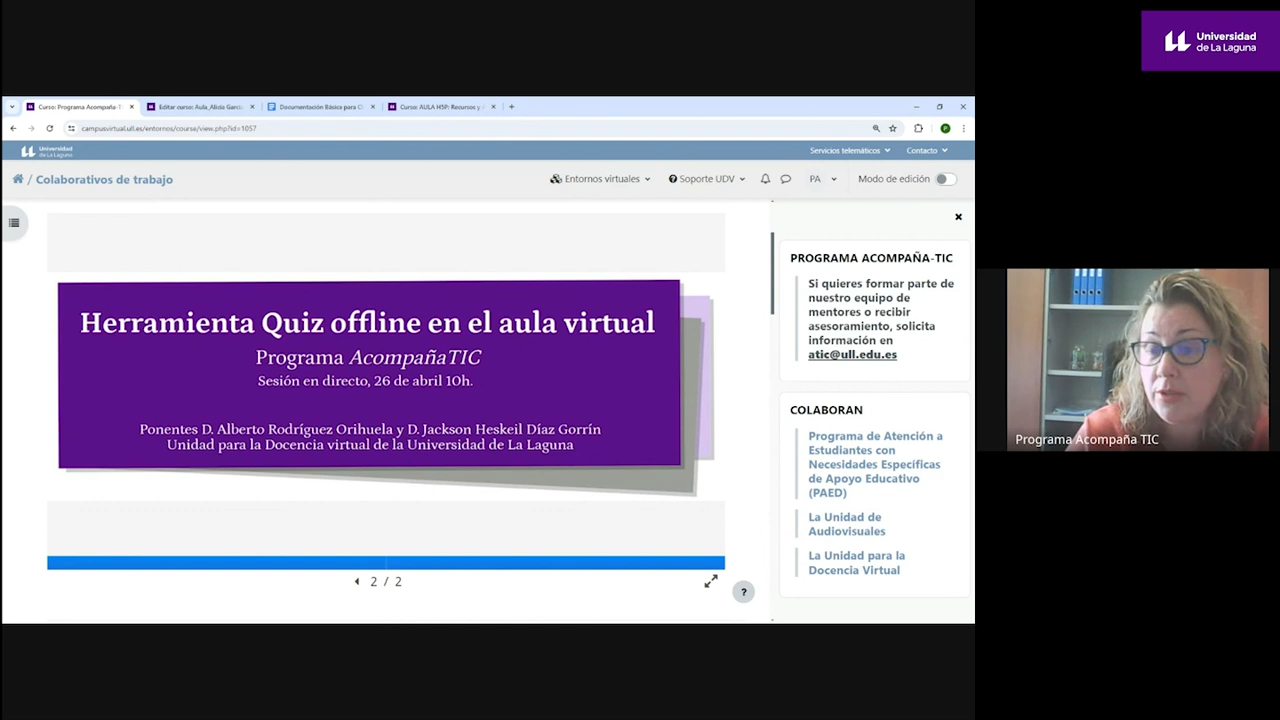 Universidad
de La Laguna
Curso: Programa Acompaña-T
Editar curso: Aula_Alicia Garcí
Documentación Básica para C
Curso: AULA H5P: Recursos y
campusvirtual.ull.es/entornos/course/view.php?id=1057
Universidad
de La Laguna
Servicios telemáticos
Contacto
/ Colaborativos de trabajo
Entornos virtuales
Soporte UDV
PA
Modo de edición
Herramienta Quiz offline en el aula virtual
Programa AcompañaTIC
Sesión en directo, 26 de abril 10h.
Ponentes D. Alberto Rodríguez Orihuela y D. Jackson Heskeil Díaz Gorrín
Unidad para la Docencia virtual de la Universidad de La Laguna
2 / 2
?
PROGRAMA ACOMPAÑA-TIC
Si quieres formar parte de
nuestro equipo de
mentores o recibir
asesoramiento, solicita
información en
atic@ull.edu.es
COLABORAN
Programa de Atención a
Estudiantes con
Necesidades Específicas
de Apoyo Educativo
(PAED)
La Unidad de
Audiovisuales
La Unidad para la
Docencia Virtual
Programa Acompaña TIC